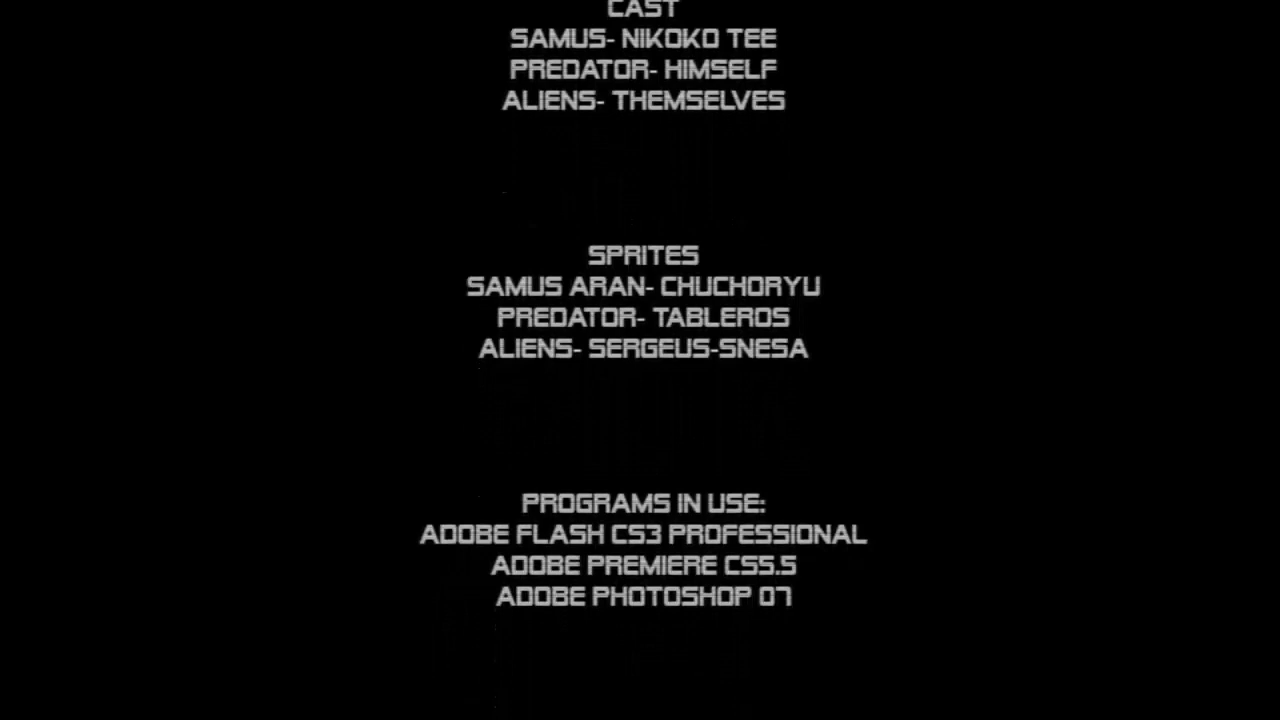 CAST
SAMUS- NIKOKO TEE
PREDATOR- HIMSELF
ALIENS- THEMSELVES
SPRITES
SAMUS ARAN- CHUCHORYU
PREDATOR- TABLEROS
ALIENS- SERGEUS-SNESA
PROGRAMS IN USE:
ADOBE FLASH CS3 PROFESSIONAL
ADOBE PREMIERE CS5.5
ADOBE PHOTOSHOP 07